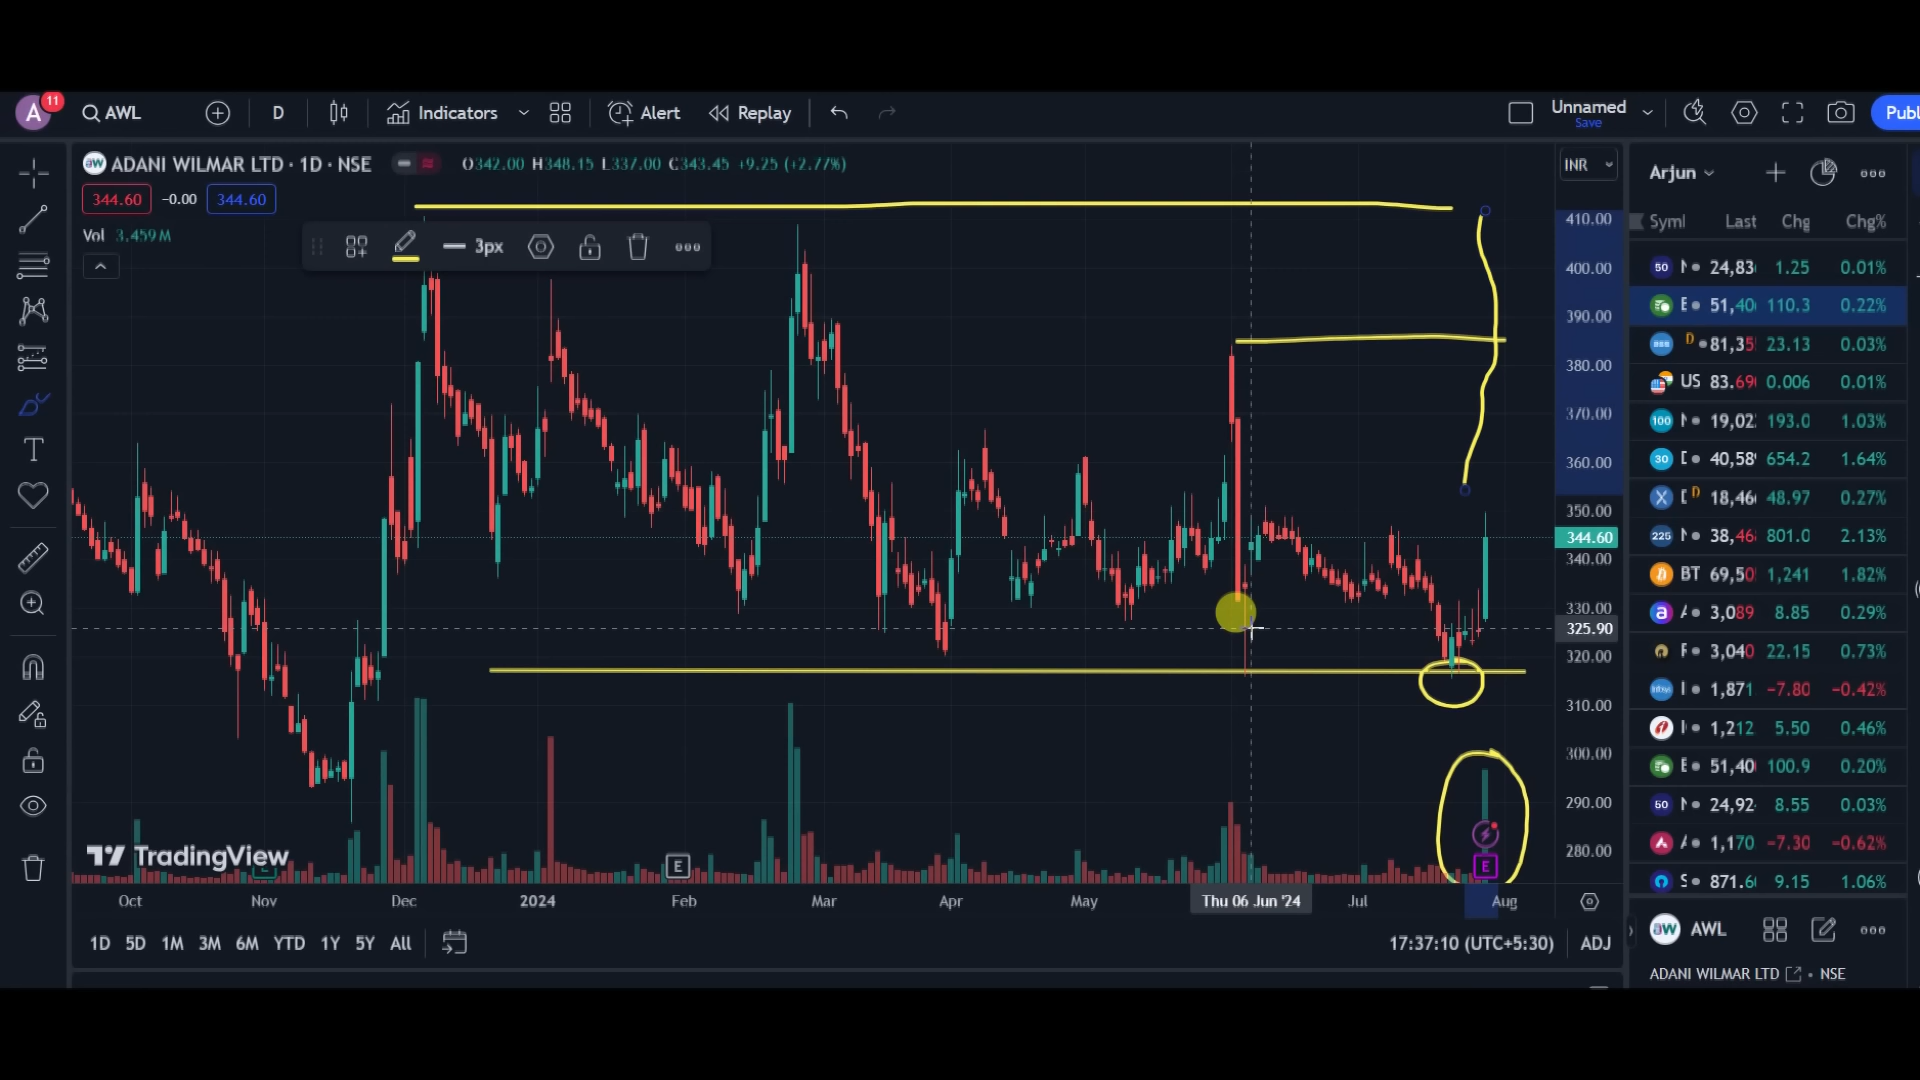 A 11 AWL D Indicators Alert Replay Unnamed Save Publ
ADANI WILMAR LTD · 1D · NSE O342.00 H348.15 L337.00 C343.45 +9.25 (+2.77%) INR
344.60 −0.00 344.60
Vol 3.459 M
3px
410.00
400.00
390.00
380.00
370.00
360.00
350.00
344.60
340.00
330.00
325.90
320.00
310.00
300.00
290.00
280.00
TradingView
E E E
Oct Nov Dec 2024 Feb Mar Apr May Thu 06 Jun '24 Jul Aug
1D 5D 1M 3M 6M YTD 1Y 5Y All 17:37:10 (UTC+5:30) ADJ
Arjun
Syml Last Chg Chg%
50 24,83 1.25 0.01%
E 51,40 110.3 0.22%
D 81,35 23.13 0.03%
US 83.69 0.006 0.01%
100 19,02 193.0 1.03%
30 40,58 654.2 1.64%
D 18,46 48.97 0.27%
225 38,46 801.0 2.13%
BT 69,50 1,241 1.82%
3,089 8.85 0.29%
3,040 22.15 0.73%
1,871 −7.80 −0.42%
1,212 5.50 0.46%
E 51,40 100.9 0.20%
50 24,92 8.55 0.03%
1,170 −7.30 −0.62%
S 871.6 9.15 1.06%
aw AWL
ADANI WILMAR LTD • NSE